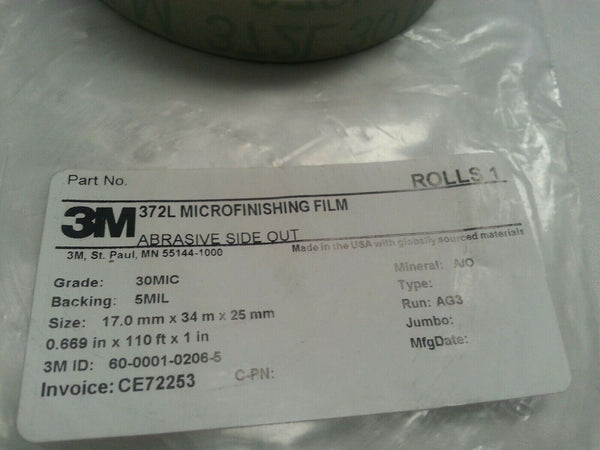 372L 30
Part No.
ROLLS 1
3M
372L MICROFINISHING FILM
ABRASIVE SIDE OUT
3M, St. Paul, MN 55144-1000
Made in the USA with globally sourced materials
Grade: 30MIC
Mineral: A/O
Backing: 5MIL
Type:
Size: 17.0 mm x 34 m x 25 mm
Run: AG3
0.669 in x 110 ft x 1 in
Jumbo:
3M ID: 60-0001-0206-5
MfgDate:
Invoice: CE72253
C-PN: